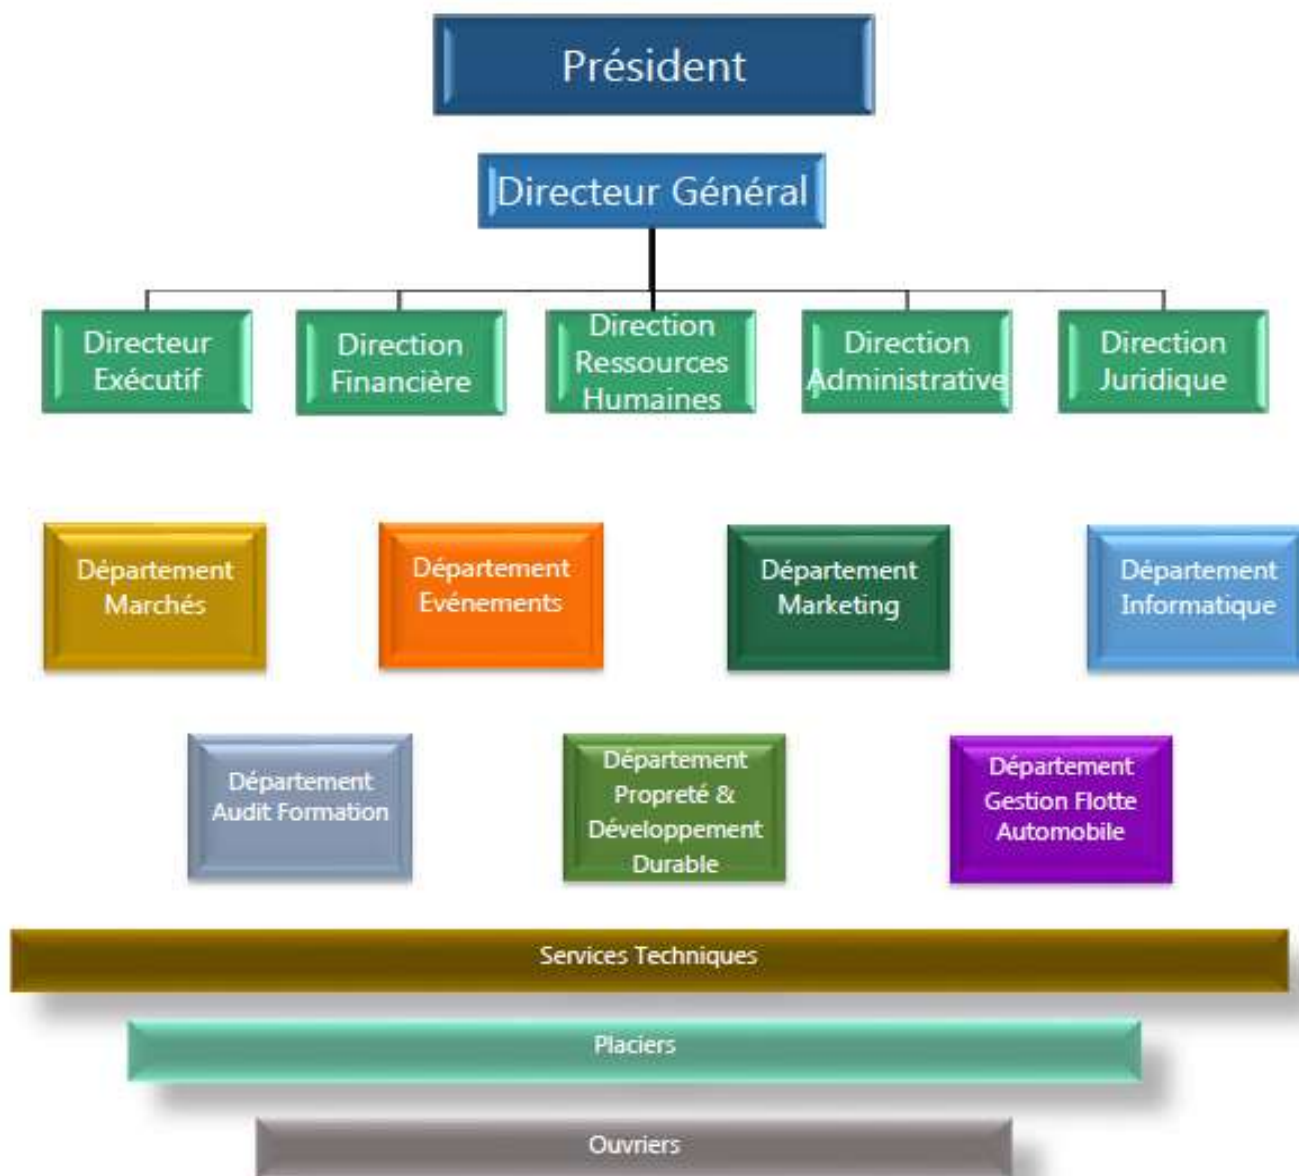 Président
Directeur Général
Directeur
Exécutif
Direction
Financière
Direction
Ressources
Humaines
Direction
Administrative
Direction
Juridique
Département
Marchés
Département
Evénements
Département
Marketing
Département
Informatique
Département
Audit Formation
Département
Propreté &
Développement
Durable
Département
Gestion Flotte
Automobile
Services Techniques
Placiers
Ouvriers